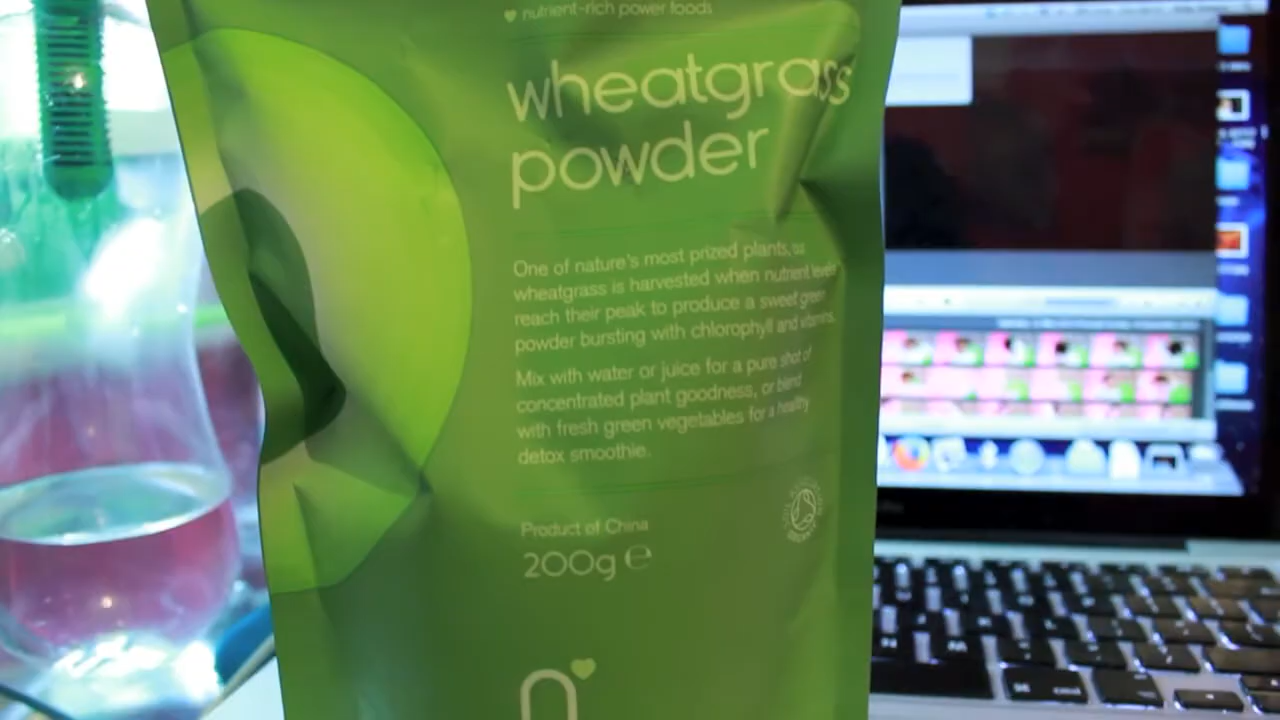 nutrient-rich power foods
wheatgrass
powder
One of nature's most prized plants,
wheatgrass is harvested when nutrient levels
reach their peak to produce a sweet green
powder bursting with chlorophyll and vitamins.
Mix with water or juice for a pure shot of
concentrated plant goodness, or blend
with fresh green vegetables for a healthy
detox smoothie.
Product of China
200g ℮
n
N M
cmd